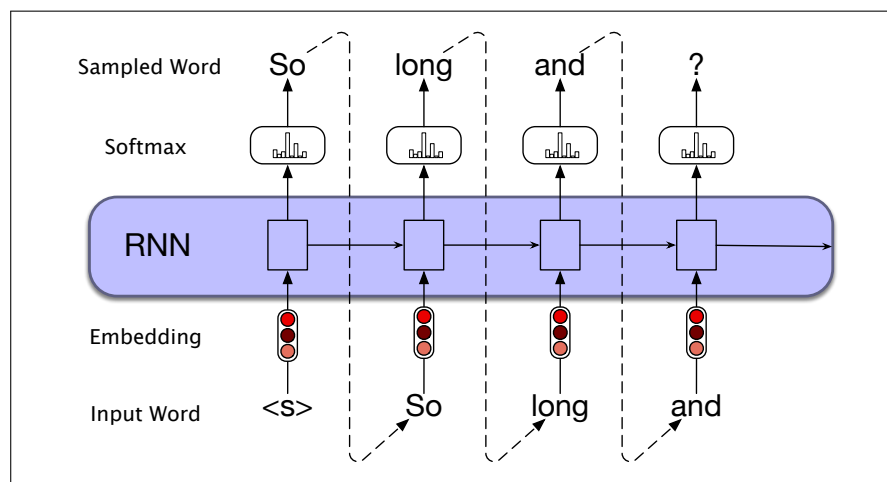 Sampled Word So long and ?
Softmax
RNN
Embedding
Input Word <s> So long and